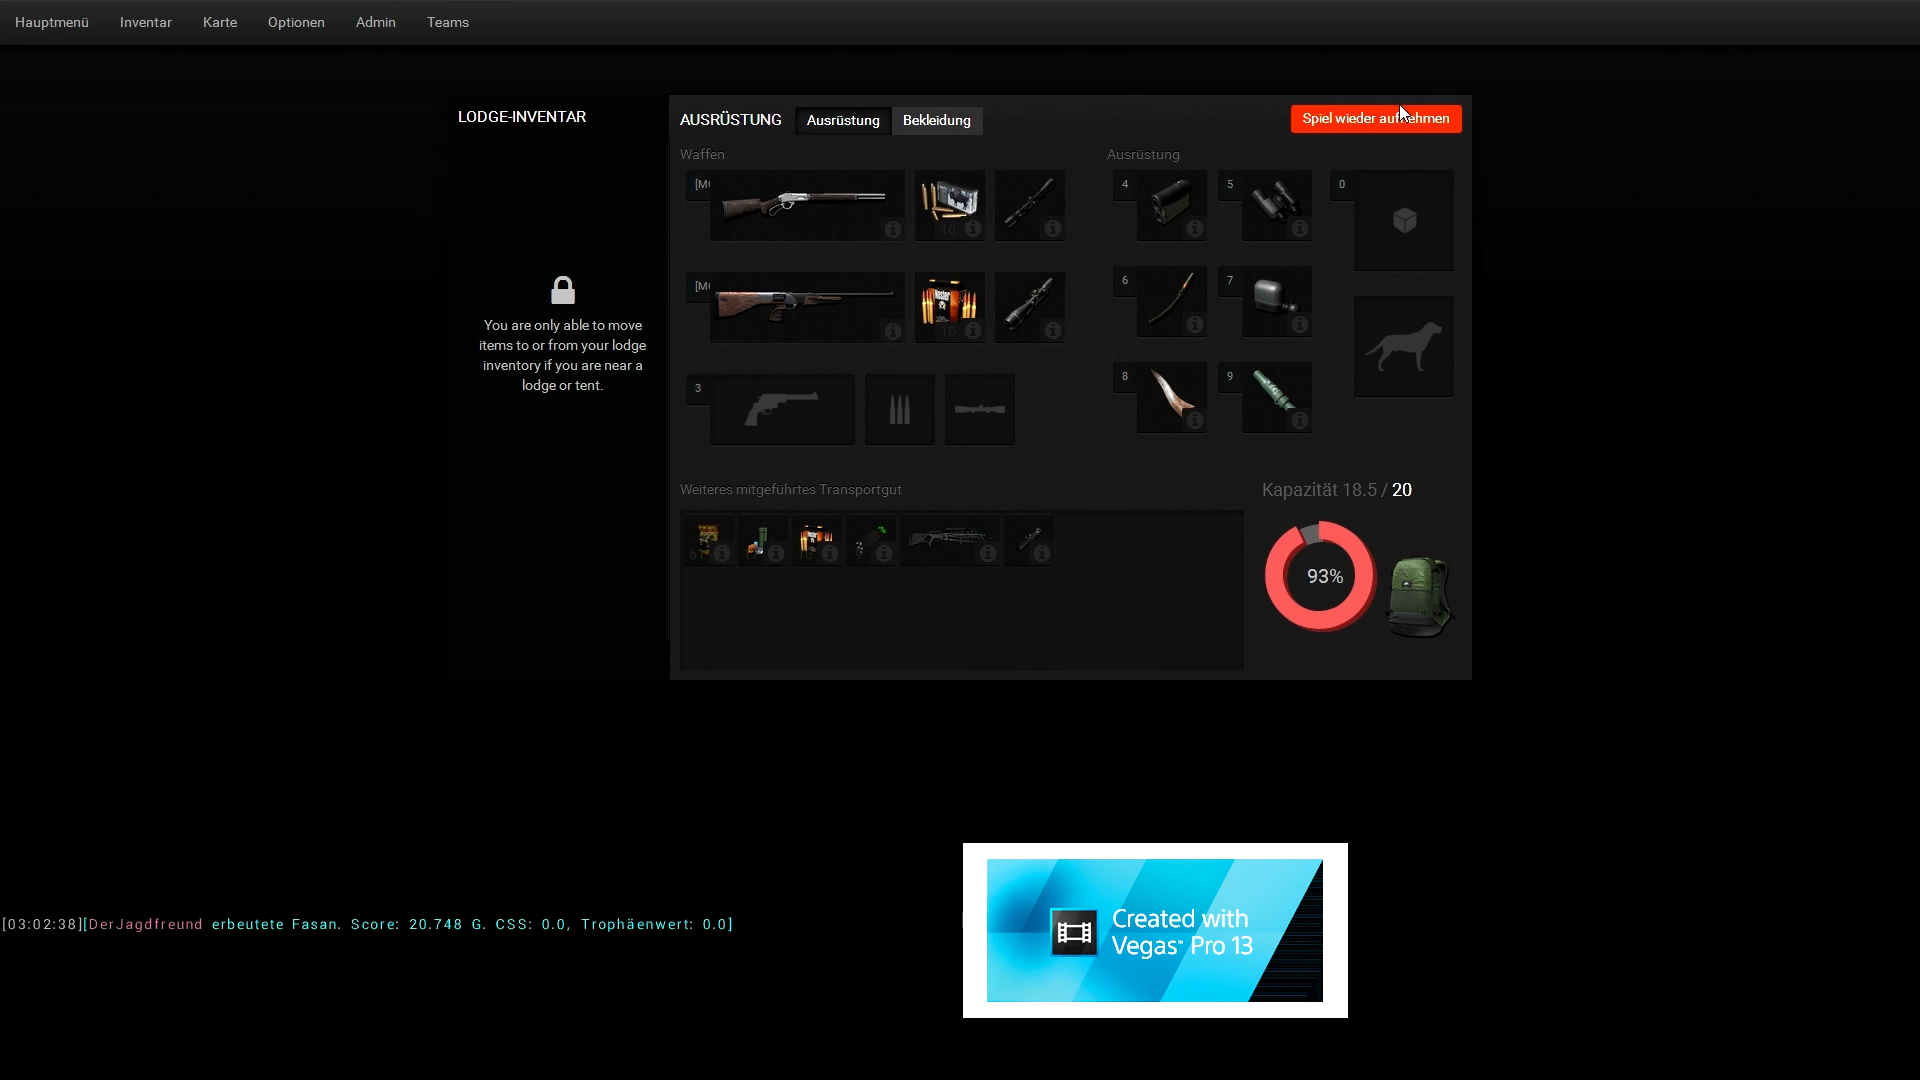 Hauptmenü Inventar Karte Optionen Admin Teams
LODGE-INVENTAR
You are only able to move
items to or from your lodge
inventory if you are near a
lodge or tent.
AUSRÜSTUNG Ausrüstung Bekleidung
Spiel wieder aufnehmen
Waffen
10
10
3
Ausrüstung
4 5 0
6 7
8 9
Weiteres mitgeführtes Transportgut
Kapazität 18.5 / 20
93%
[03:02:38][DerJagdfreund erbeutete Fasan. Score: 20.748 G. CSS: 0.0, Trophäenwert: 0.0]
Created with
Vegas™ Pro 13